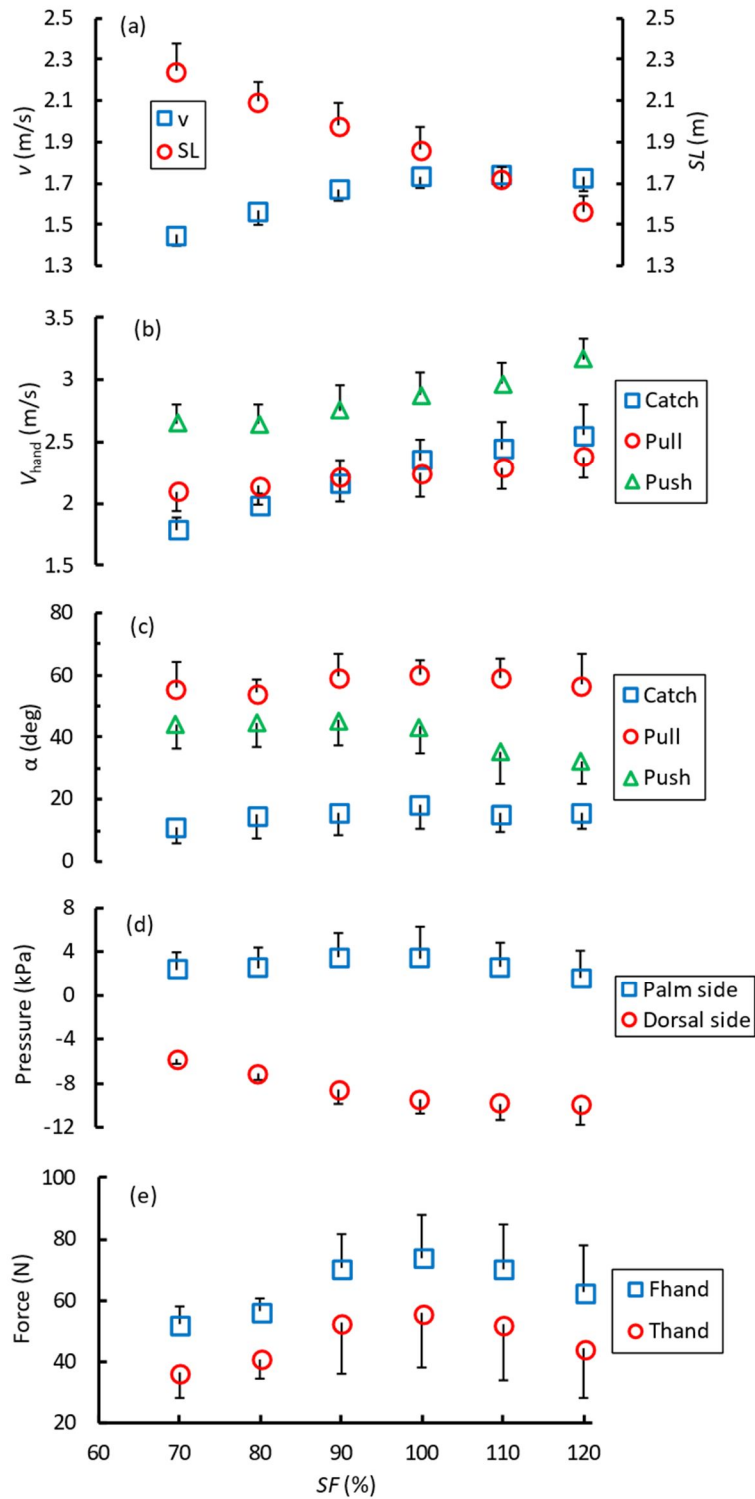 (a)
2.5
2.3
2.1
1.9
1.7
1.5
1.3
v (m/s)
v
SL
2.5
2.3
2.1
1.9
1.7
1.5
1.3
SL (m)
(b)
3.5
3
2.5
2
1.5
Vhand (m/s)
Catch
Pull
Push
(c)
80
60
40
20
0
α (deg)
Catch
Pull
Push
(d)
8
4
0
-4
-8
-12
Pressure (kPa)
Palm side
Dorsal side
(e)
100
80
60
40
20
Force (N)
Fhand
Thand
60 70 80 90 100 110 120
SF (%)